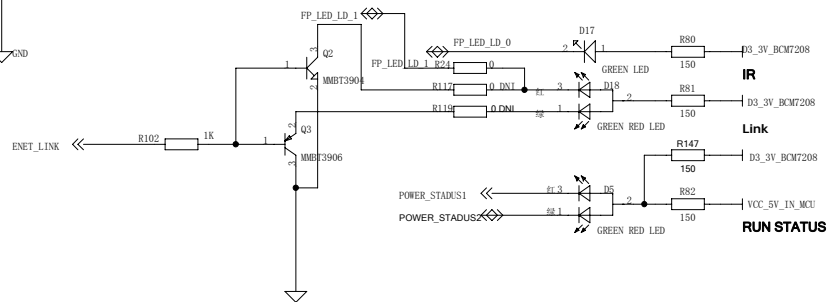 FP_LED_LD_1
D17
FP_LED_LD_0
R80
D3_3V_BCM7208
GND
3
Q2
2
1
1
FP_LED_LD_1
R24
0
GREEN LED
150
IR
MMBT3904
2
R117
0 DNI
红
3
D18
R81
2
D3_3V_BCM7208
R119
0 DNI
绿
1
150
Q3
2
GREEN RED LED
Link
R102
1K
1
ENET_LINK
MMBT3906
3
R147
D3_3V_BCM7208
150
POWER_STADUS1
红
3
D5
R82
2
VCC_5V_IN_MCU
POWER_STADUS2
绿
1
150
GREEN RED LED
RUN STATUS